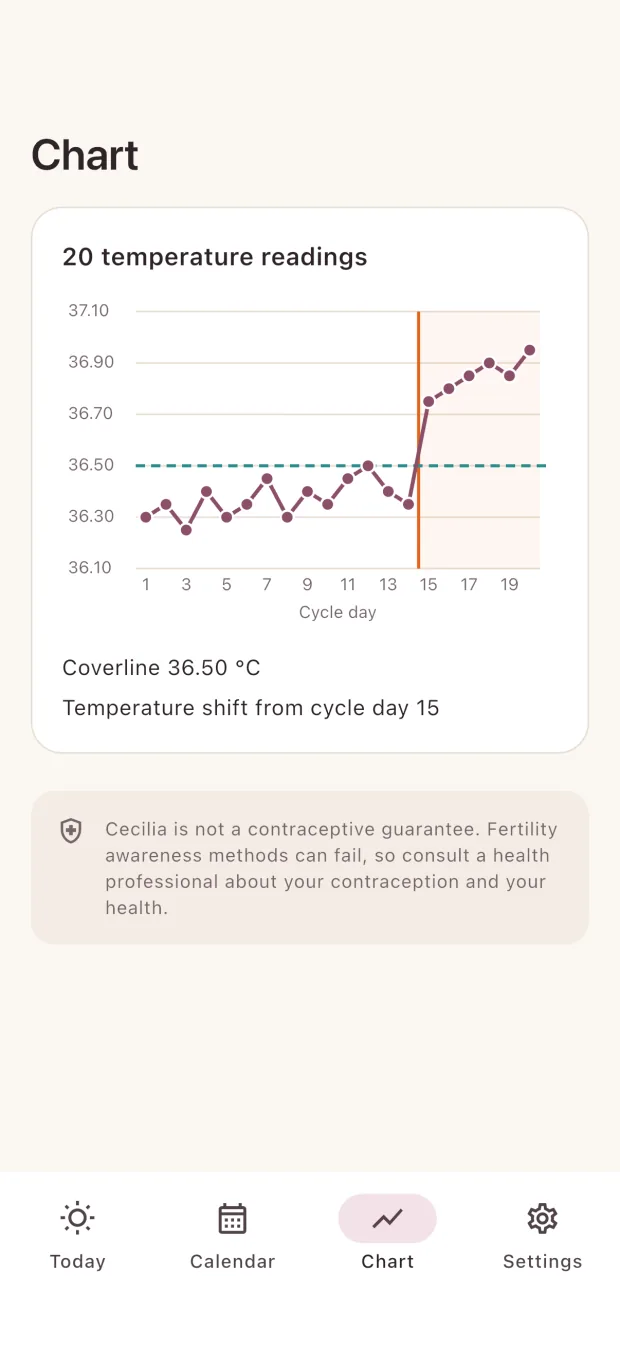 Chart
20 temperature readings
37.10
36.90
36.70
36.50
36.30
36.10
1 3 5 7 9 11 13 15 17 19
Cycle day
Coverline 36.50 °C
Temperature shift from cycle day 15
Cecilia is not a contraceptive guarantee. Fertility
awareness methods can fail, so consult a health
professional about your contraception and your
health.
Today Calendar Chart Settings